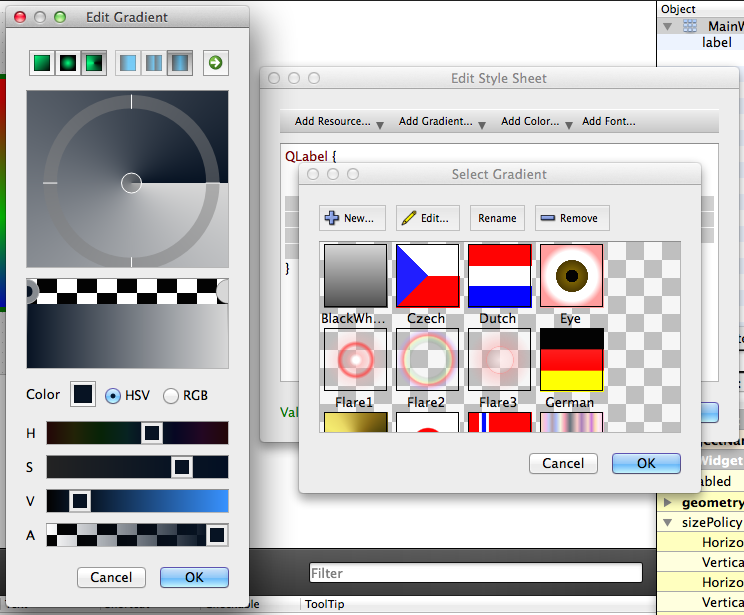 Edit Gradient
Color
HSV
RGB
H
S
V
A
Cancel
OK
Edit Style Sheet
Add Resource...
Add Gradient...
Add Color...
Add Font...
QLabel {
}
Val
Select Gradient
New...
Edit...
Rename
Remove
BlackWh...
Czech
Dutch
Eye
Flare1
Flare2
Flare3
German
Cancel
OK
Filter
ToolTip
Object
MainW
label
Widget
abled
geometry
sizePolicy
Horizo
Vertica
Horizo
Vertica